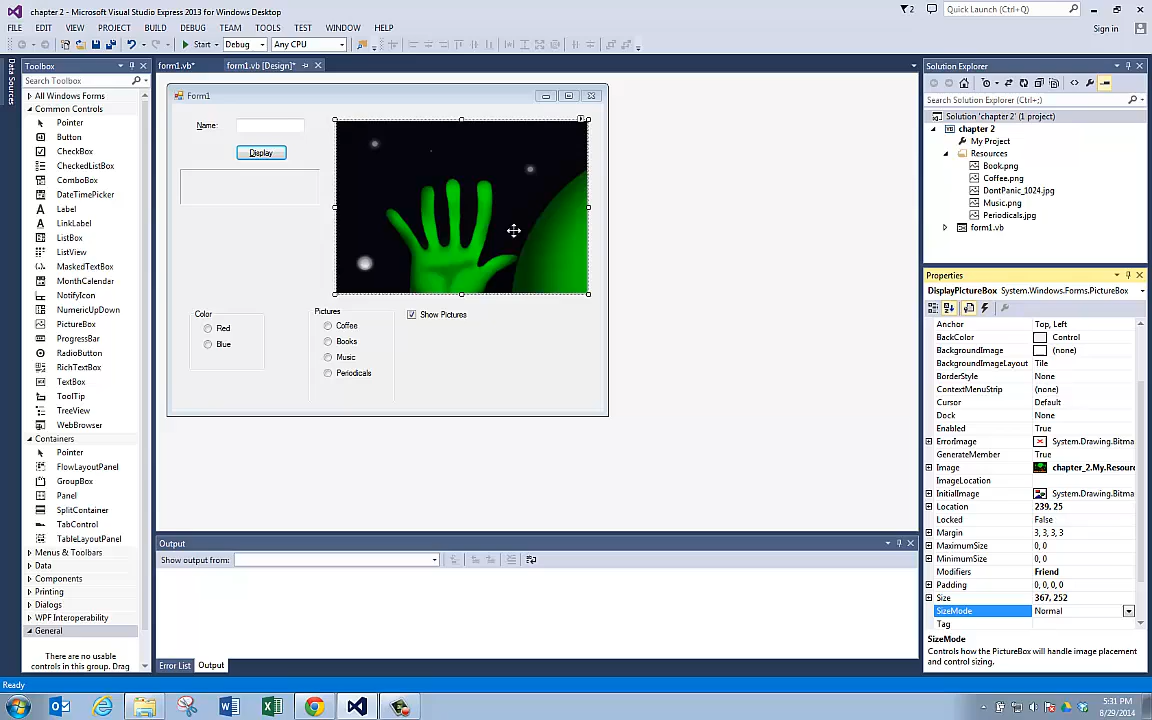 chapter 2 - Microsoft Visual Studio Express 2013 for Windows Desktop
2
Quick Launch (Ctrl+Q)
FILE EDIT VIEW PROJECT BUILD DEBUG TEAM TOOLS TEST WINDOW HELP
Sign in
Start Debug Any CPU
Data Sources
Toolbox
Search Toolbox
All Windows Forms
Common Controls
Pointer
Button
CheckBox
CheckedListBox
ComboBox
DateTimePicker
Label
LinkLabel
ListBox
ListView
MaskedTextBox
MonthCalendar
NotifyIcon
NumericUpDown
PictureBox
ProgressBar
RadioButton
RichTextBox
TextBox
ToolTip
TreeView
WebBrowser
Containers
Pointer
FlowLayoutPanel
GroupBox
Panel
SplitContainer
TabControl
TableLayoutPanel
Menus & Toolbars
Data
Components
Printing
Dialogs
WPF Interoperability
General
There are no usable
controls in this group. Drag
form1.vb*
form1.vb [Design]*
Form1
Name:
Display
Color
Red
Blue
Pictures
Coffee
Books
Music
Periodicals
Show Pictures
Output
Show output from:
Error List Output
Solution Explorer
Search Solution Explorer (Ctrl+;)
Solution 'chapter 2' (1 project)
chapter 2
My Project
Resources
Book.png
Coffee.png
DontPanic_1024.jpg
Music.png
Periodicals.jpg
form1.vb
Properties
DisplayPictureBox System.Windows.Forms.PictureBox
Anchor Top, Left
BackColor Control
BackgroundImage (none)
BackgroundImageLayout Tile
BorderStyle None
ContextMenuStrip (none)
Cursor Default
Dock None
Enabled True
ErrorImage System.Drawing.Bitma
GenerateMember True
Image chapter_2.My.Resour
ImageLocation
InitialImage System.Drawing.Bitma
Location 239, 25
Locked False
Margin 3, 3, 3, 3
MaximumSize 0, 0
MinimumSize 0, 0
Modifiers Friend
Padding 0, 0, 0, 0
Size 367, 252
SizeMode Normal
Tag
SizeMode
Controls how the PictureBox will handle image placement
and control sizing.
Ready
5:31 PM
8/29/2014